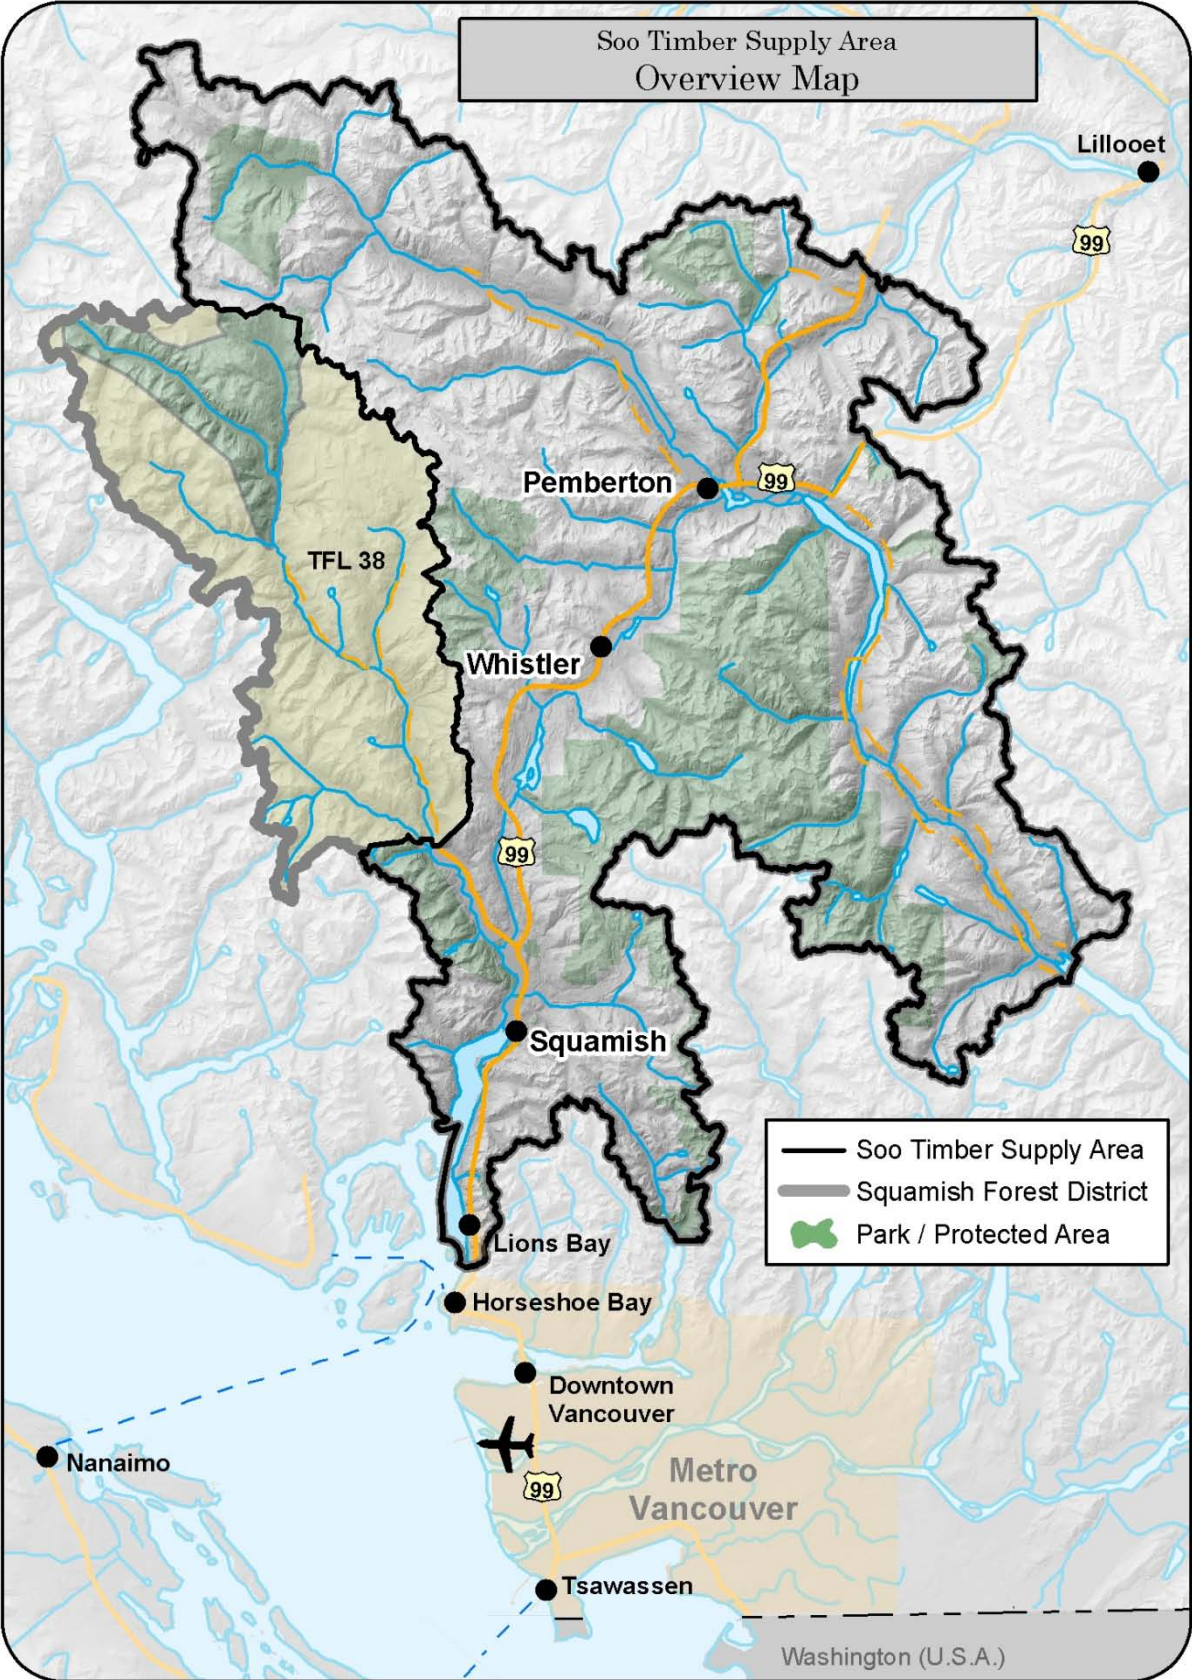 Soo Timber Supply Area
Overview Map
Lillooet
99
Pemberton
99
TFL 38
Whistler
99
Squamish
Soo Timber Supply Area
Squamish Forest District
Park / Protected Area
Lions Bay
Horseshoe Bay
Downtown
Vancouver
Nanaimo
Metro
Vancouver
99
Tsawassen
Washington (U.S.A.)